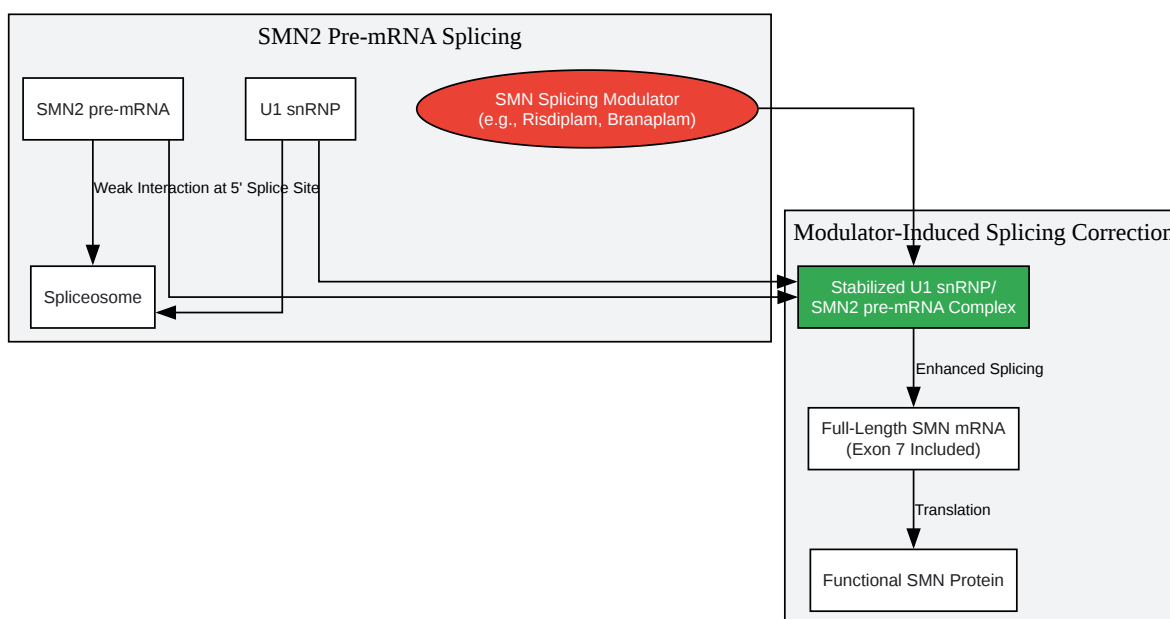 SMN2 Pre-mRNA Splicing
SMN2 pre-mRNA
U1 snRNP
SMN Splicing Modulator
(e.g., Risdiplam, Branaplam)
Weak Interaction at 5' Splice Site
Spliceosome
Modulator-Induced Splicing Correction
Stabilized U1 snRNP/
SMN2 pre-mRNA Complex
Enhanced Splicing
Full-Length SMN mRNA
(Exon 7 Included)
Translation
Functional SMN Protein